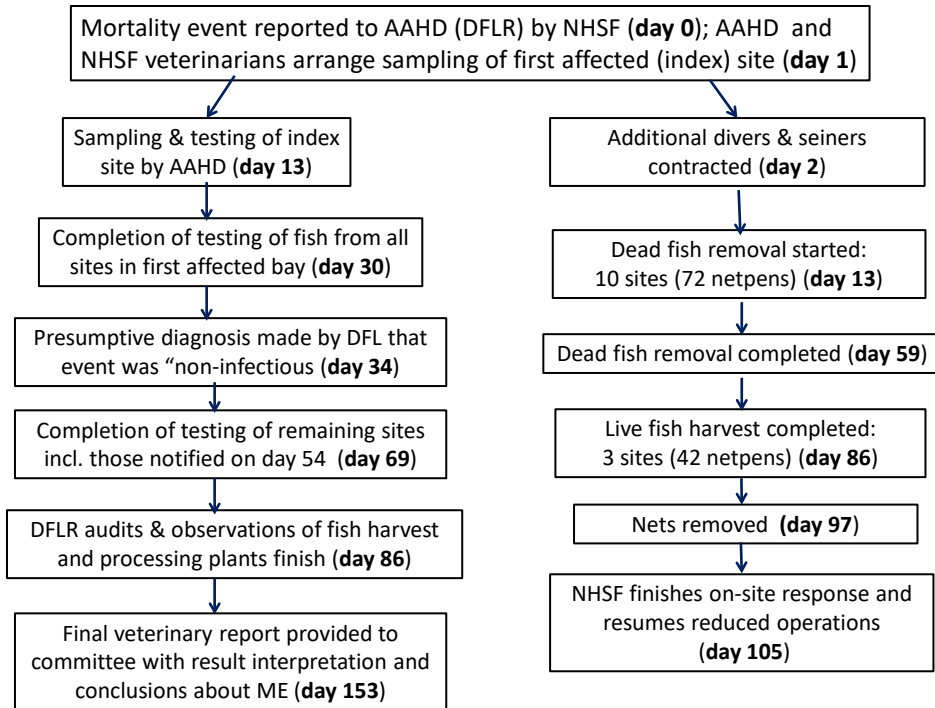 Mortality event reported to AAHD (DFLR) by NHSF (day 0); AAHD and
NHSF veterinarians arrange sampling of first affected (index) site (day 1)
Sampling & testing of index
site by AAHD (day 13)
Completion of testing of fish from all
sites in first affected bay (day 30)
Presumptive diagnosis made by DFL that
event was “non-infectious (day 34)
Completion of testing of remaining sites
incl. those notified on day 54 (day 69)
DFLR audits & observations of fish harvest
and processing plants finish (day 86)
Final veterinary report provided to
committee with result interpretation and
conclusions about ME (day 153)
Additional divers & seiners
contracted (day 2)
Dead fish removal started:
10 sites (72 netpens) (day 13)
Dead fish removal completed (day 59)
Live fish harvest completed:
3 sites (42 netpens) (day 86)
Nets removed (day 97)
NHSF finishes on-site response and
resumes reduced operations
(day 105)